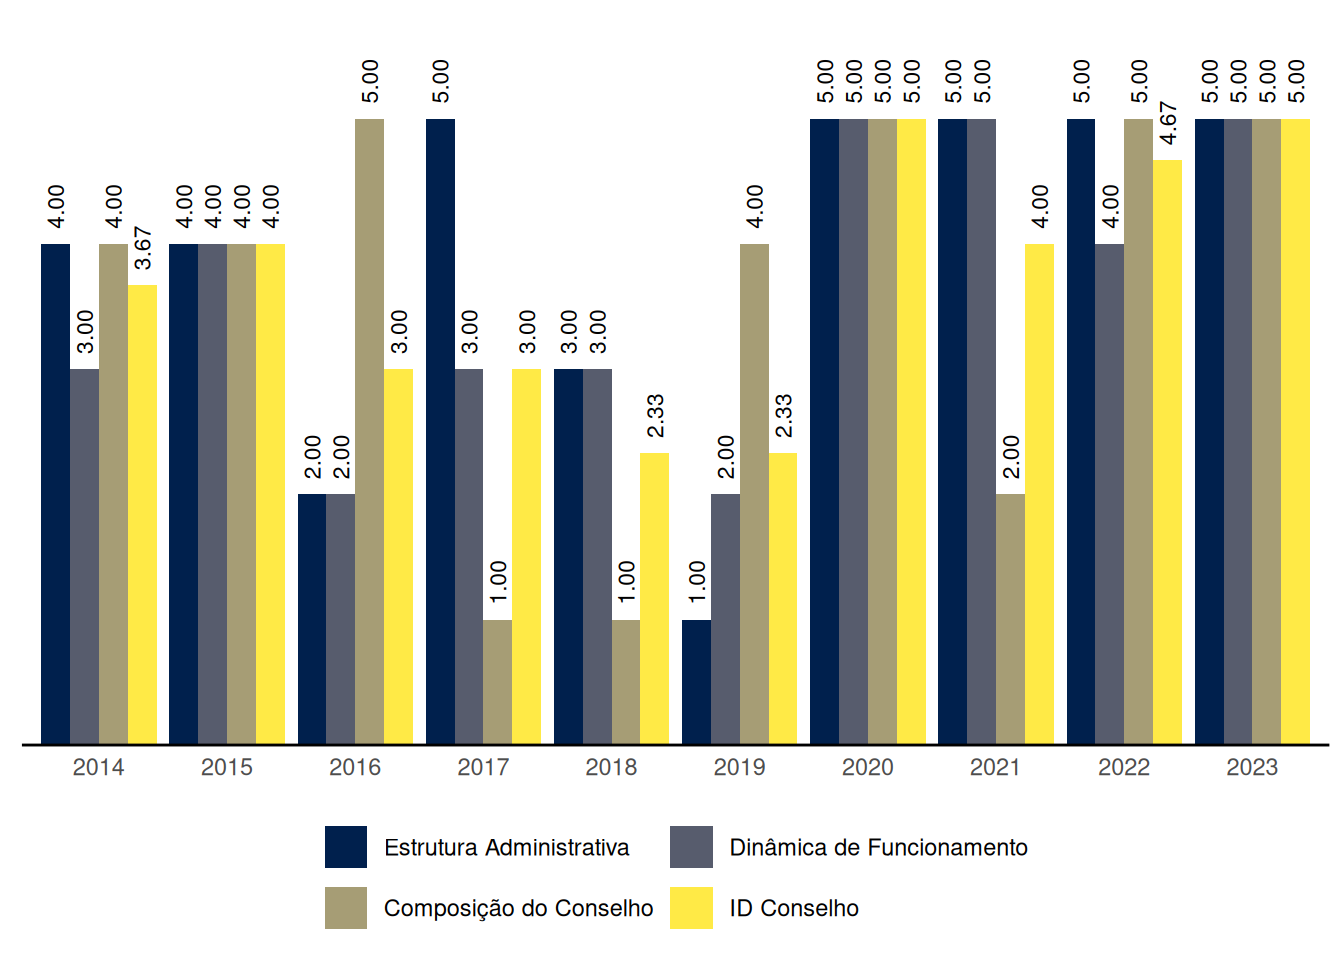 4.00 3.00 4.00 3.67
4.00 4.00 4.00 4.00
2.00 2.00 5.00 3.00
5.00 3.00 1.00 3.00
3.00 3.00 1.00 2.33
1.00 2.00 4.00 2.33
5.00 5.00 5.00 5.00
5.00 5.00 2.00 4.00
5.00 4.00 5.00 4.67
5.00 5.00 5.00 5.00
2014 2015 2016 2017 2018 2019 2020 2021 2022 2023
Estrutura Administrativa Dinâmica de Funcionamento
Composição do Conselho ID Conselho